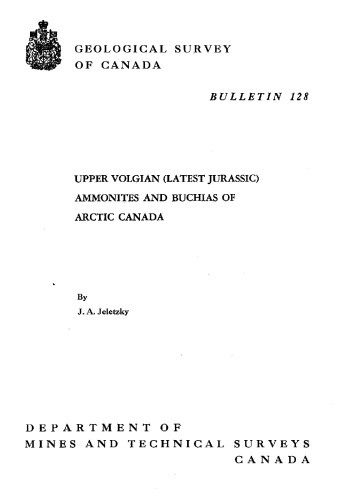 GEOLOGICAL SURVEY
OF CANADA
BULLETIN 128
UPPER VOLGIAN (LATEST JURASSIC)
AMMONITES AND BUCHIAS OF
ARCTIC CANADA
By
J. A. Jeletzky
DEPARTMENT OF
MINES AND TECHNICAL SURVEYS
CANADA